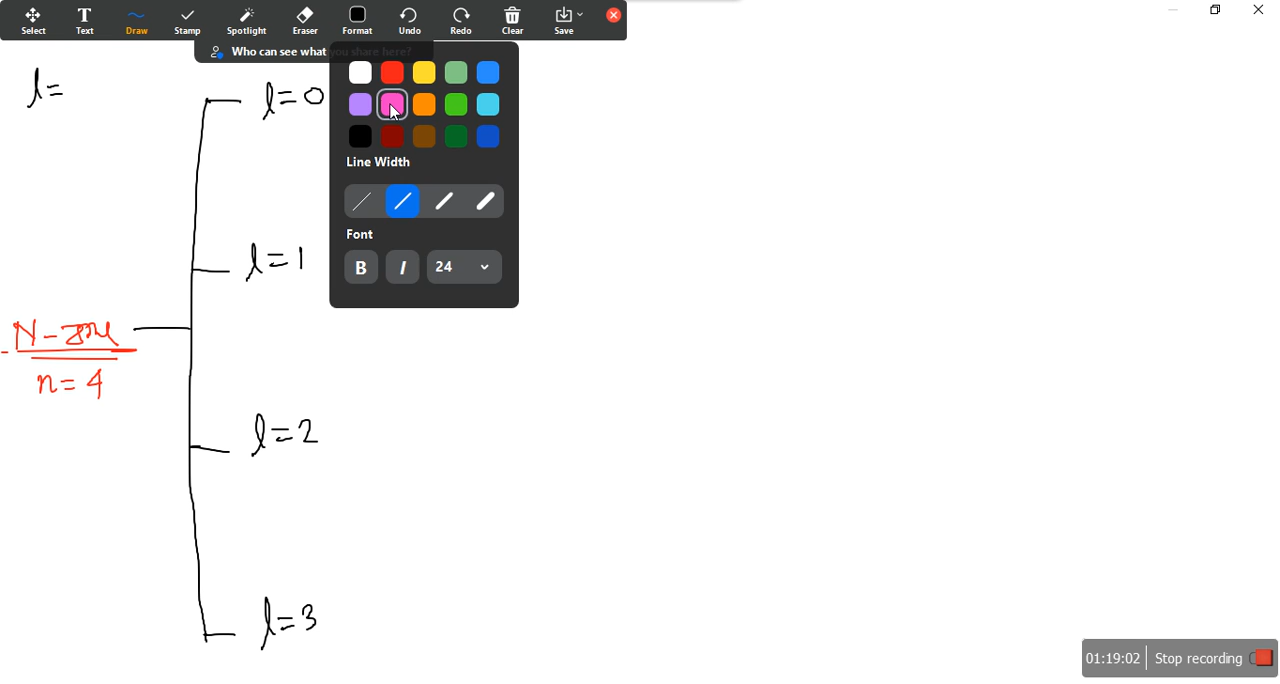 Select Text Draw Stamp Spotlight Eraser Format Undo Redo Clear Save
Who can see what you share here?
l=
l=0
Line Width
Font
B I 24
l=1
N-
n=4
l=2
l=3
01:19:02 Stop recording